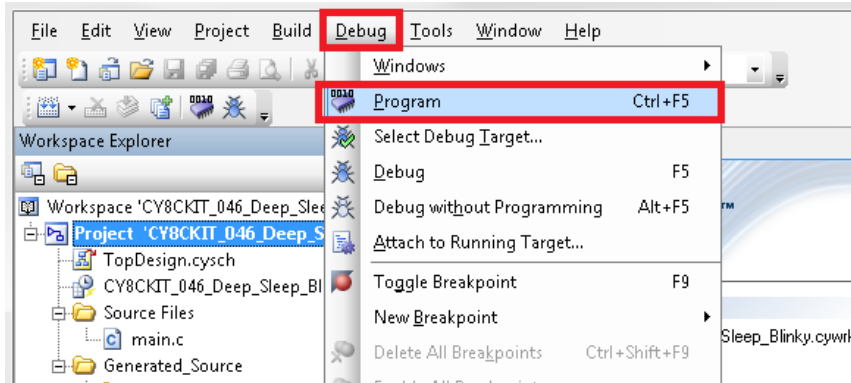 File Edit View Project Build Debug Tools Window Help
Windows
Program Ctrl+F5
Workspace Explorer
Select Debug Target...
Debug F5
Workspace 'CY8CKIT_046_Deep_Slee
Debug without Programming Alt+F5
TM
Project 'CY8CKIT_046_Deep_S
Attach to Running Target...
TopDesign.cysch
Toggle Breakpoint F9
CY8CKIT_046_Deep_Sleep_Bl
Source Files
New Breakpoint
main.c
Sleep_Blinky.cywrk
Delete All Breakpoints Ctrl+Shift+F9
Generated_Source